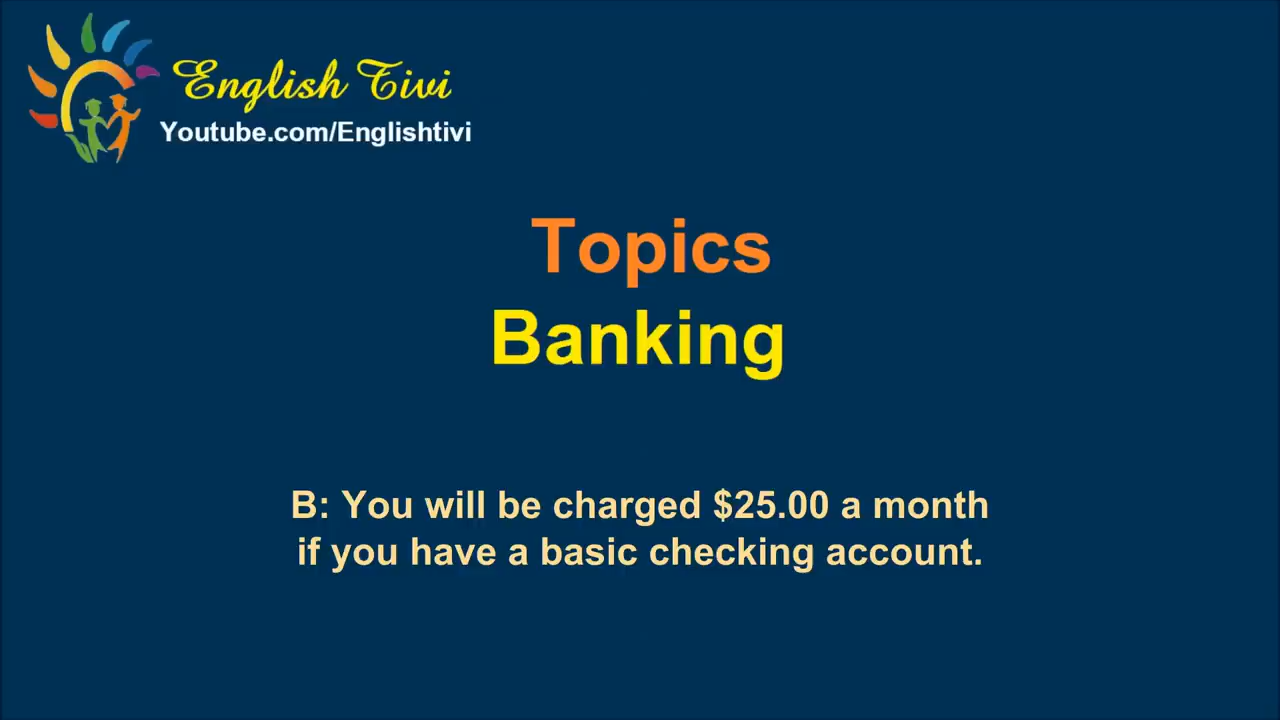 English Tivi
Youtube.com/Englishtivi
Topics
Banking
B: You will be charged $25.00 a month
if you have a basic checking account.